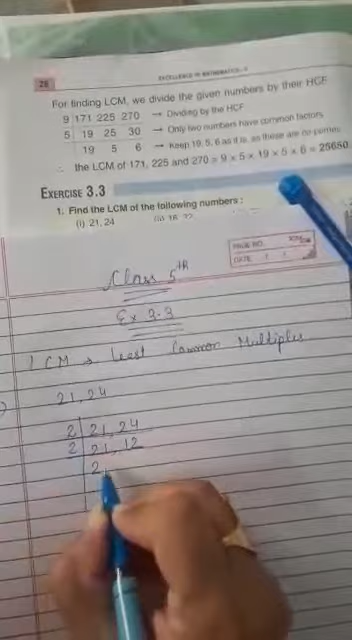 28
EXCELLENCE IN MATHEMATICS – 5
For finding LCM, we divide the given numbers by their HCF
9 171 225 270 → Dividing by the HCF
5 19 25 30 → Only two numbers have common factors
19 5 6 → Keep 19, 5, 6 as it is, as these are co-primes
∴ the LCM of 171, 225 and 270 = 9 × 5 × 19 × 5 × 6 = 25650
EXERCISE 3.3
1. Find the LCM of the following numbers :
(i) 21, 24
PAGE NO.
DATE
Class 5th
Ex 3.3
LCM → Least Common Multiples
21, 24
2 21, 24
2 21, 12
2